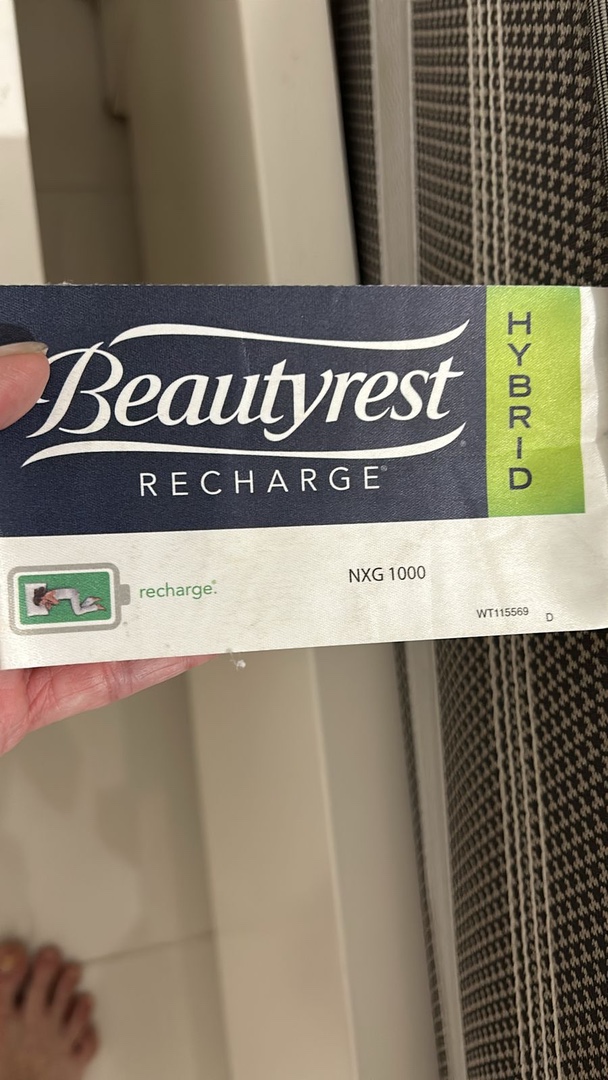 Beautyrest®
RECHARGE®
HYBRID
recharge®
NXG 1000
WT115569 D